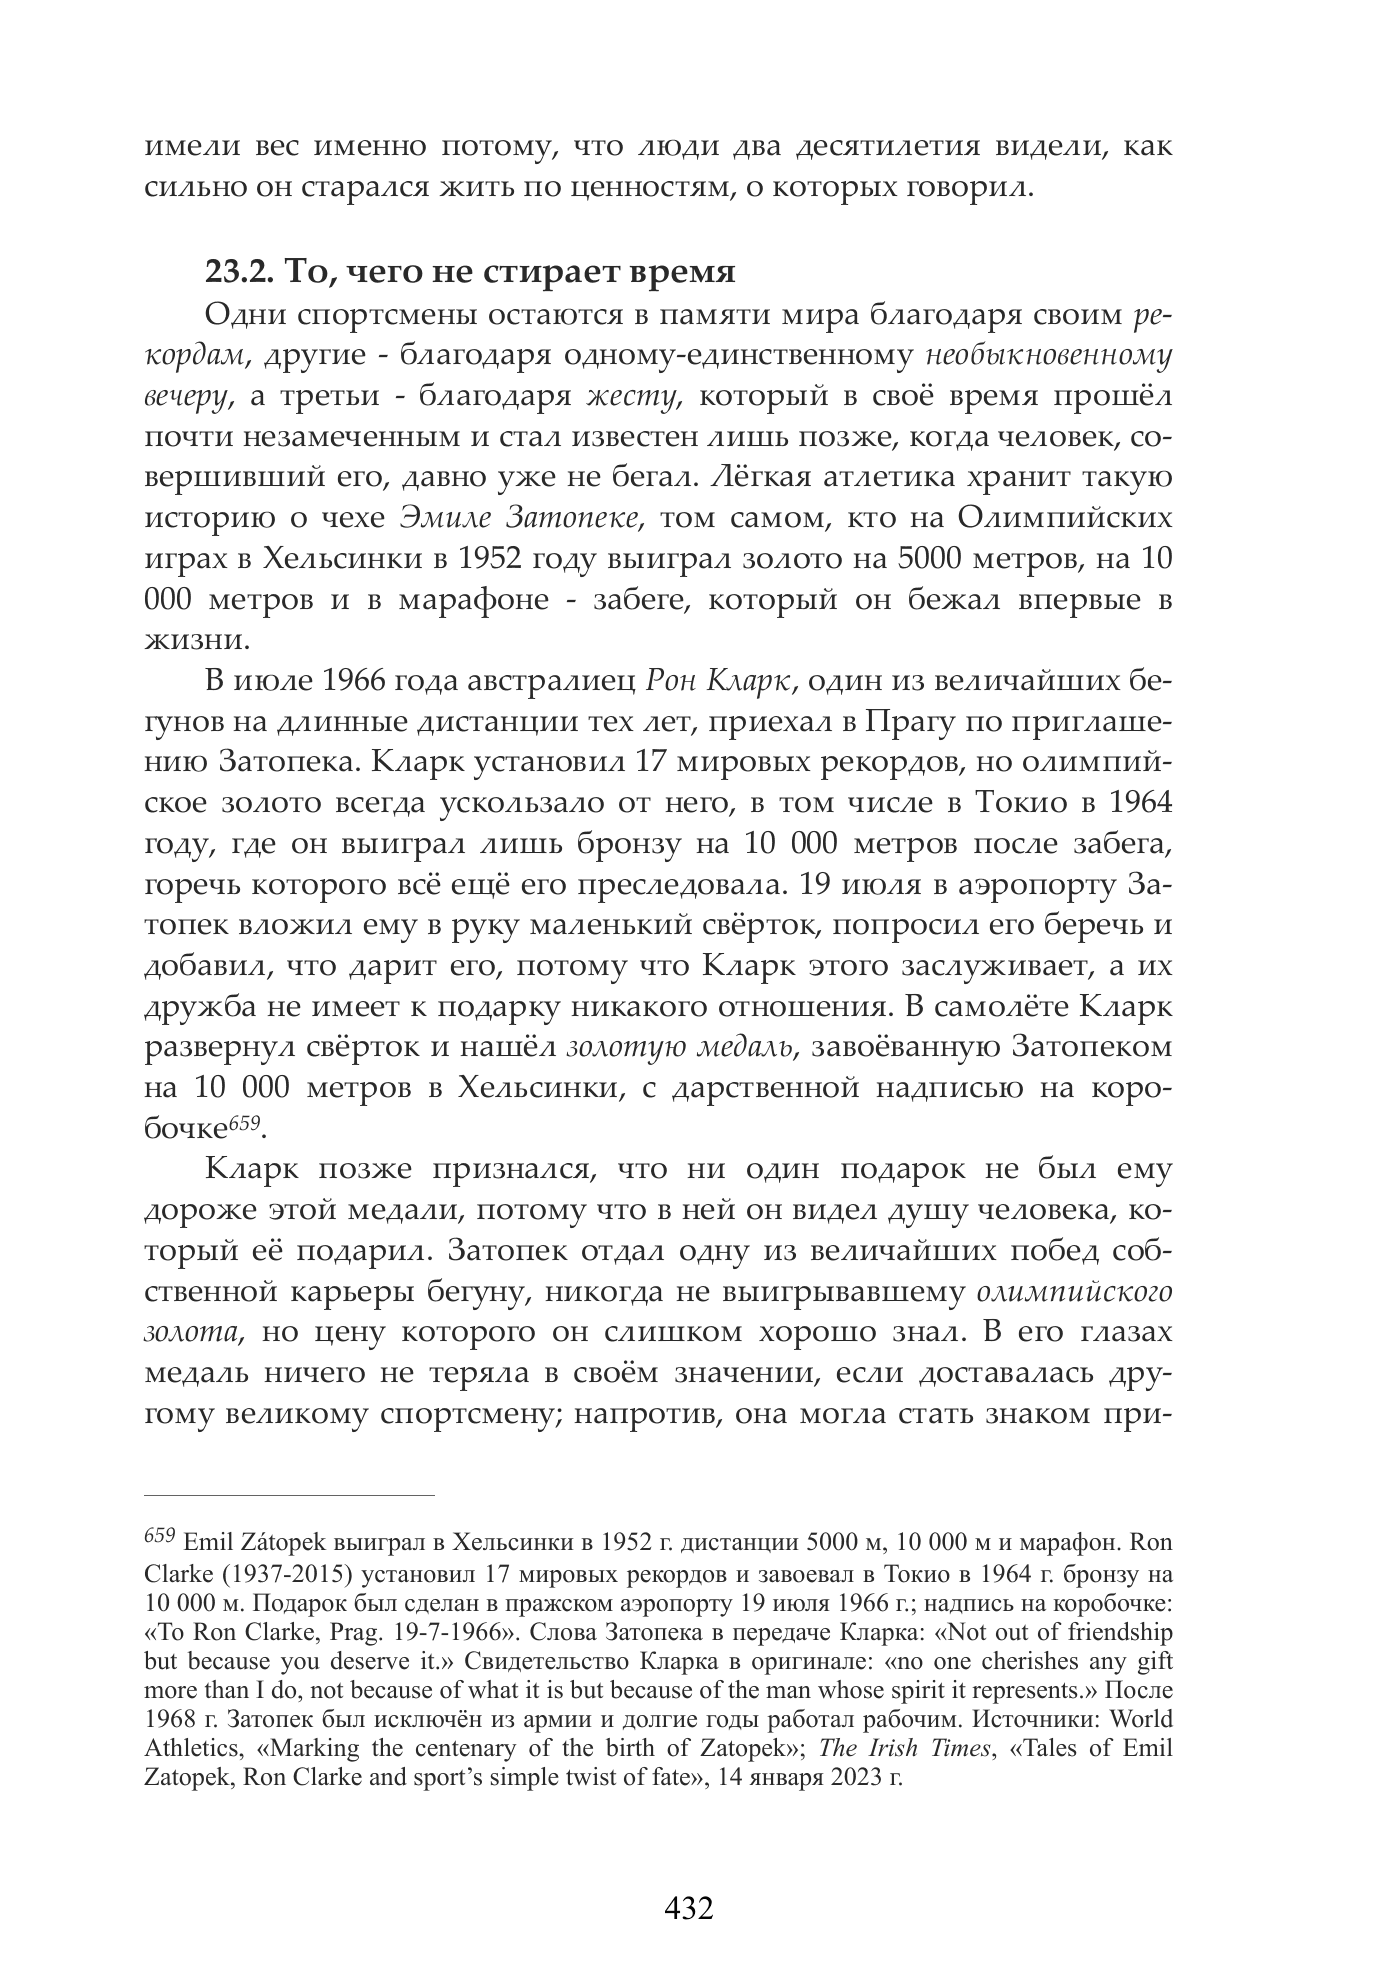 имели вес именно потому, что люди два десятилетия видели, как
сильно он старался жить по ценностям, о которых говорил.
23.2. То, чего не стирает время
Одни спортсмены остаются в памяти мира благодаря своим ре-
кордам, другие - благодаря одному-единственному необыкновенному
вечеру, а третьи - благодаря жесту, который в своё время прошёл
почти незамеченным и стал известен лишь позже, когда человек, со-
вершивший его, давно уже не бегал. Лёгкая атлетика хранит такую
историю о чехе Эмиле Затопеке, том самом, кто на Олимпийских
играх в Хельсинки в 1952 году выиграл золото на 5000 метров, на 10
000 метров и в марафоне - забеге, который он бежал впервые в
жизни.
В июле 1966 года австралиец Рон Кларк, один из величайших бе-
гунов на длинные дистанции тех лет, приехал в Прагу по приглаше-
нию Затопека. Кларк установил 17 мировых рекордов, но олимпий-
ское золото всегда ускользало от него, в том числе в Токио в 1964
году, где он выиграл лишь бронзу на 10 000 метров после забега,
горечь которого всё ещё его преследовала. 19 июля в аэропорту За-
топек вложил ему в руку маленький свёрток, попросил его беречь и
добавил, что дарит его, потому что Кларк этого заслуживает, а их
дружба не имеет к подарку никакого отношения. В самолёте Кларк
развернул свёрток и нашёл золотую медаль, завоёванную Затопеком
на 10 000 метров в Хельсинки, с дарственной надписью на коро-
бочке659.
Кларк позже признался, что ни один подарок не был ему
дороже этой медали, потому что в ней он видел душу человека, ко-
торый её подарил. Затопек отдал одну из величайших побед соб-
ственной карьеры бегуну, никогда не выигрывавшему олимпийского
золота, но цену которого он слишком хорошо знал. В его глазах
медаль ничего не теряла в своём значении, если доставалась дру-
гому великому спортсмену; напротив, она могла стать знаком при-
659 Emil Zátopek выиграл в Хельсинки в 1952 г. дистанции 5000 м, 10 000 м и марафон. Ron
Clarke (1937-2015) установил 17 мировых рекордов и завоевал в Токио в 1964 г. бронзу на
10 000 м. Подарок был сделан в пражском аэропорту 19 июля 1966 г.; надпись на коробочке:
«To Ron Clarke, Prag. 19-7-1966». Слова Затопека в передаче Кларка: «Not out of friendship
but because you deserve it.» Свидетельство Кларка в оригинале: «no one cherishes any gift
more than I do, not because of what it is but because of the man whose spirit it represents.» После
1968 г. Затопек был исключён из армии и долгие годы работал рабочим. Источники: World
Athletics, «Marking the centenary of the birth of Zatopek»; The Irish Times, «Tales of Emil
Zatopek, Ron Clarke and sport’s simple twist of fate», 14 января 2023 г.
432